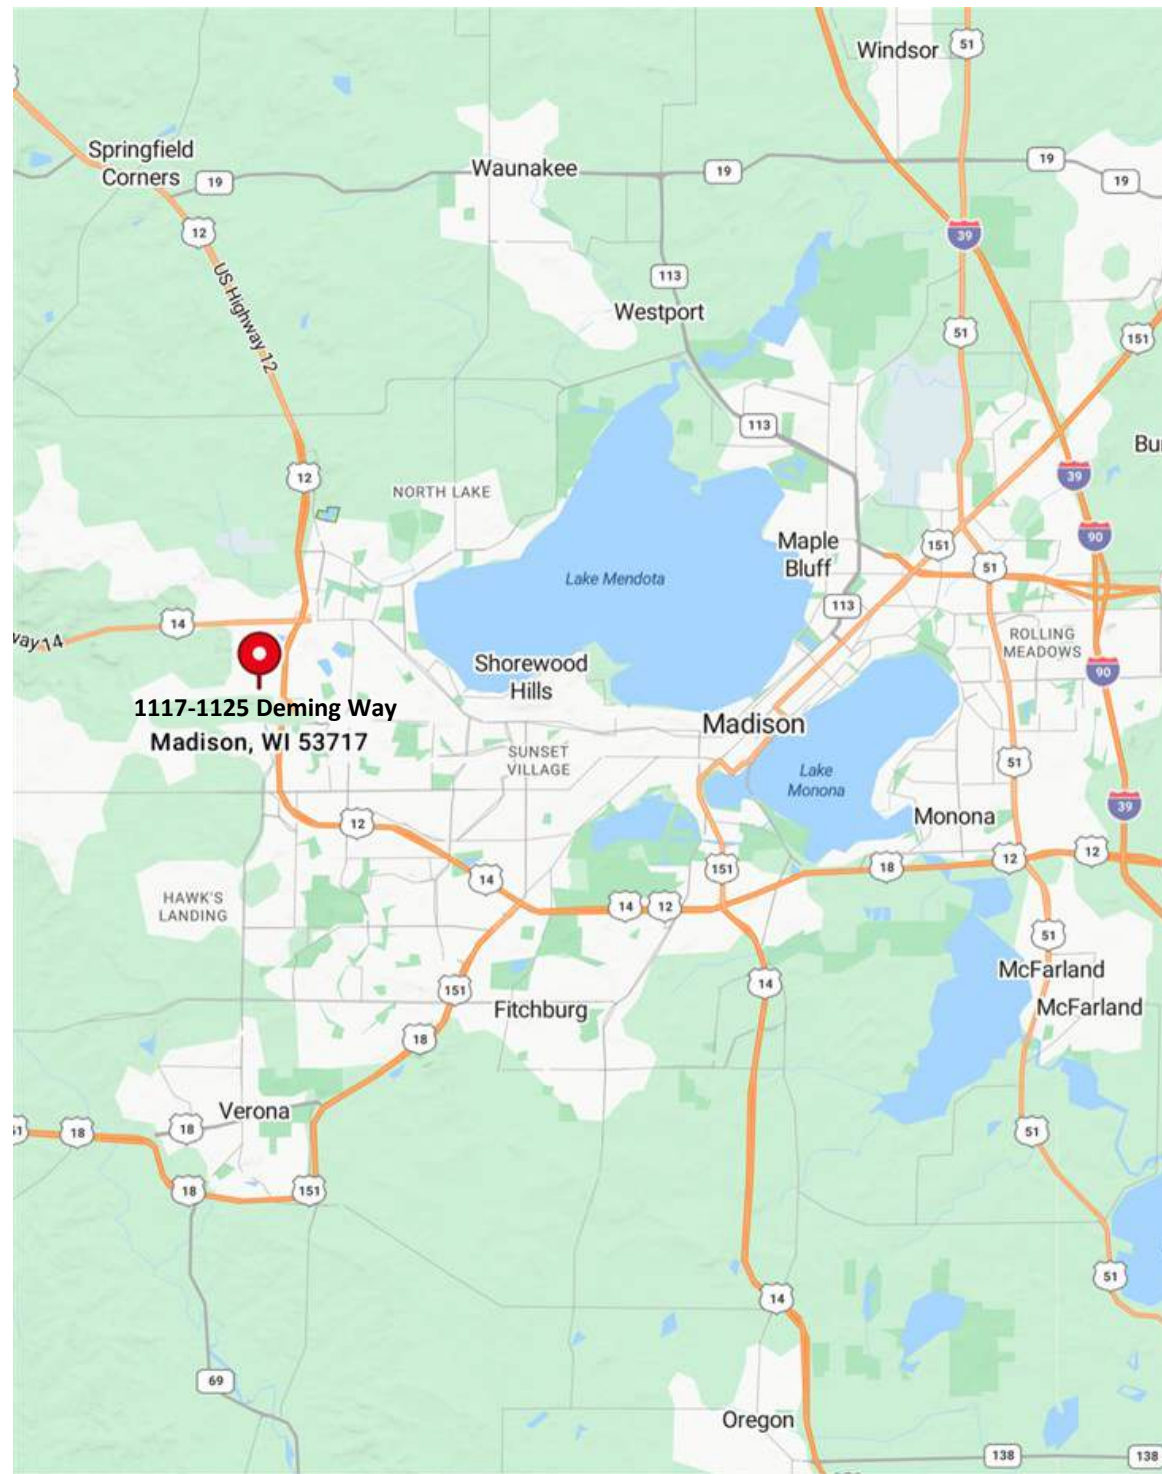 Windsor
51
Springfield
Corners
19
Waunakee
19
19
19
12
39
US Highway 12
113
Westport
51
151
113
Bu
12
39
NORTH LAKE
151
90
Maple
Bluff
51
Lake Mendota
113
14
way 14
ROLLING
MEADOWS
Shorewood
Hills
90
1117-1125 Deming Way
Madison, WI 53717
Madison
SUNSET
VILLAGE
51
Lake
Monona
39
12
Monona
14
151
18
12
12
HAWK'S
LANDING
14
12
51
McFarland
151
14
Fitchburg
McFarland
18
Verona
51
18
18
51
18
151
51
14
69
Oregon
138
138